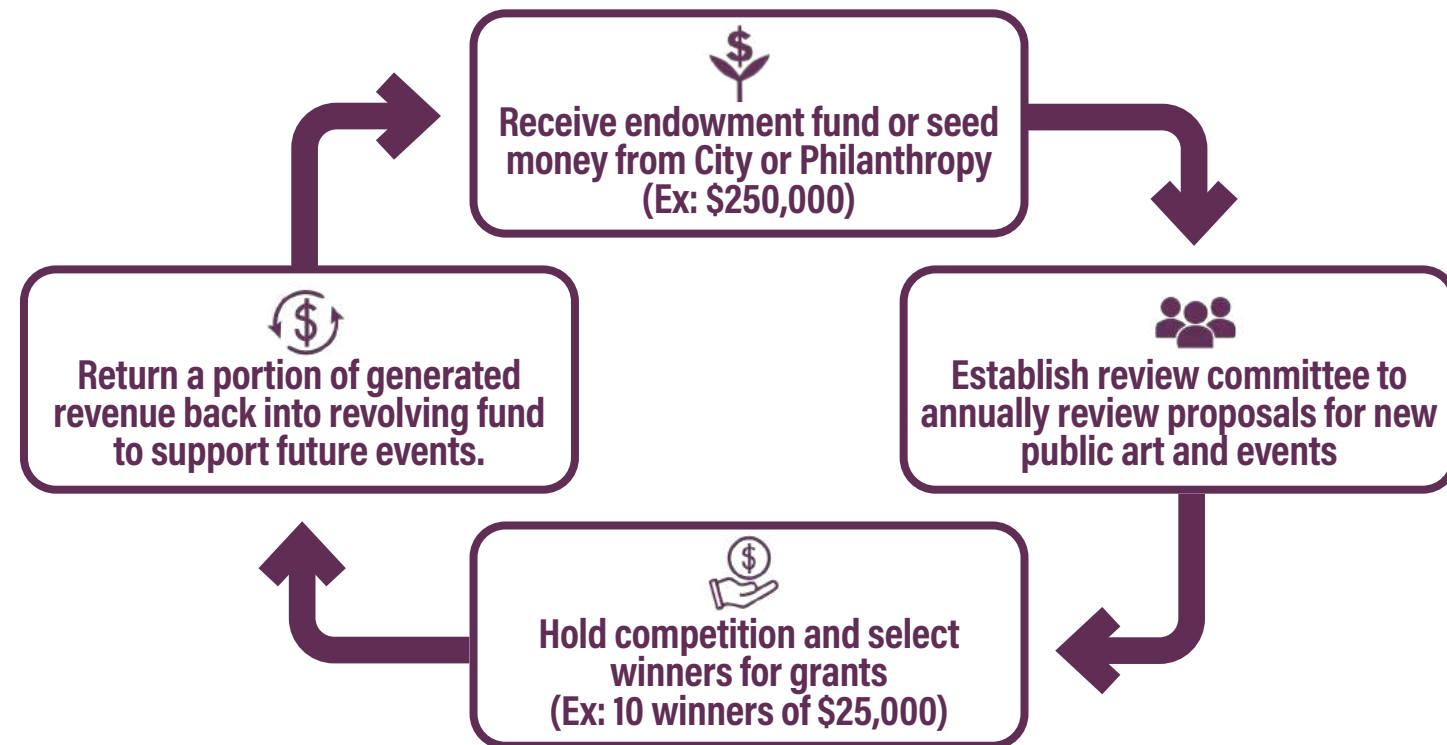 Receive endowment fund or seed
money from City or Philanthropy
(Ex: $250,000)
Establish review committee to
annually review proposals for new
public art and events
Hold competition and select
winners for grants
(Ex: 10 winners of $25,000)
Return a portion of generated
revenue back into revolving fund
to support future events.